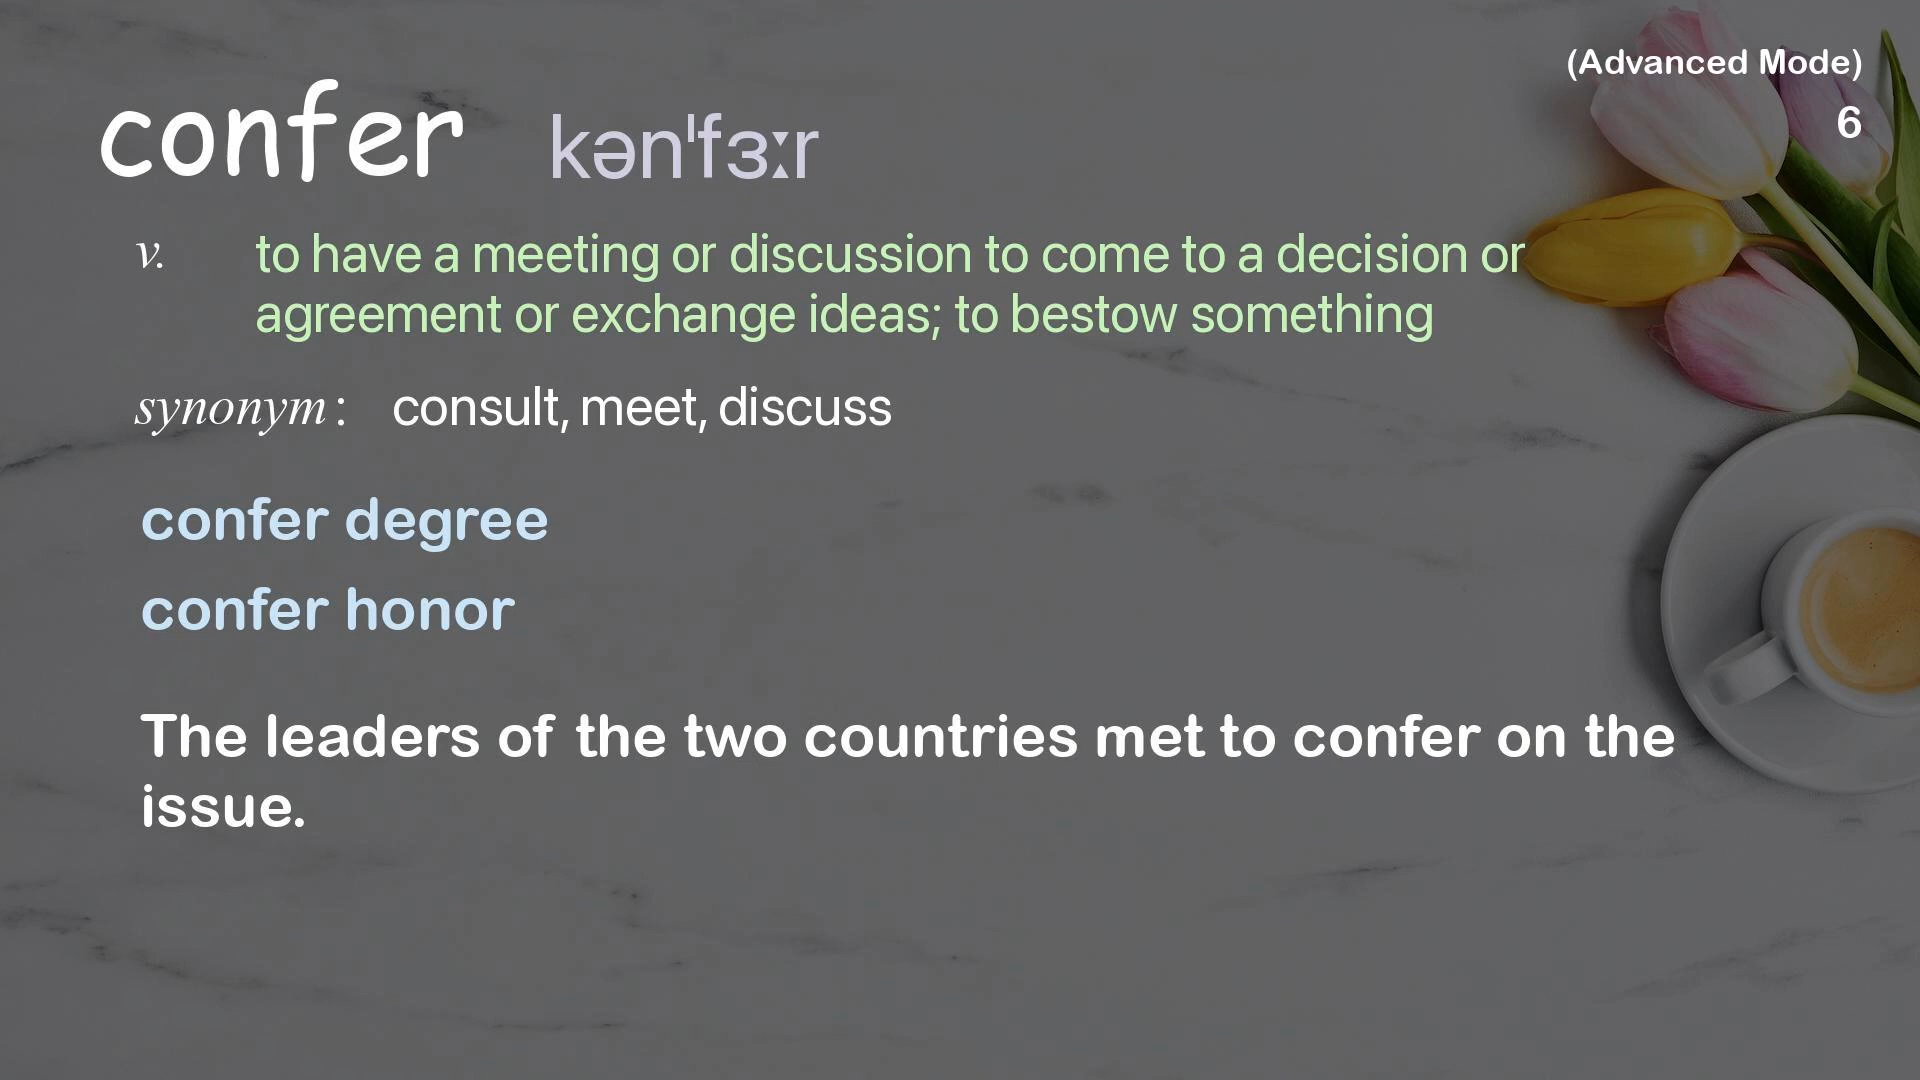 (Advanced Mode)
6
confer kənˈfɜːr
v. to have a meeting or discussion to come to a decision or
agreement or exchange ideas; to bestow something
synonym: consult, meet, discuss
confer degree
confer honor
The leaders of the two countries met to confer on the
issue.